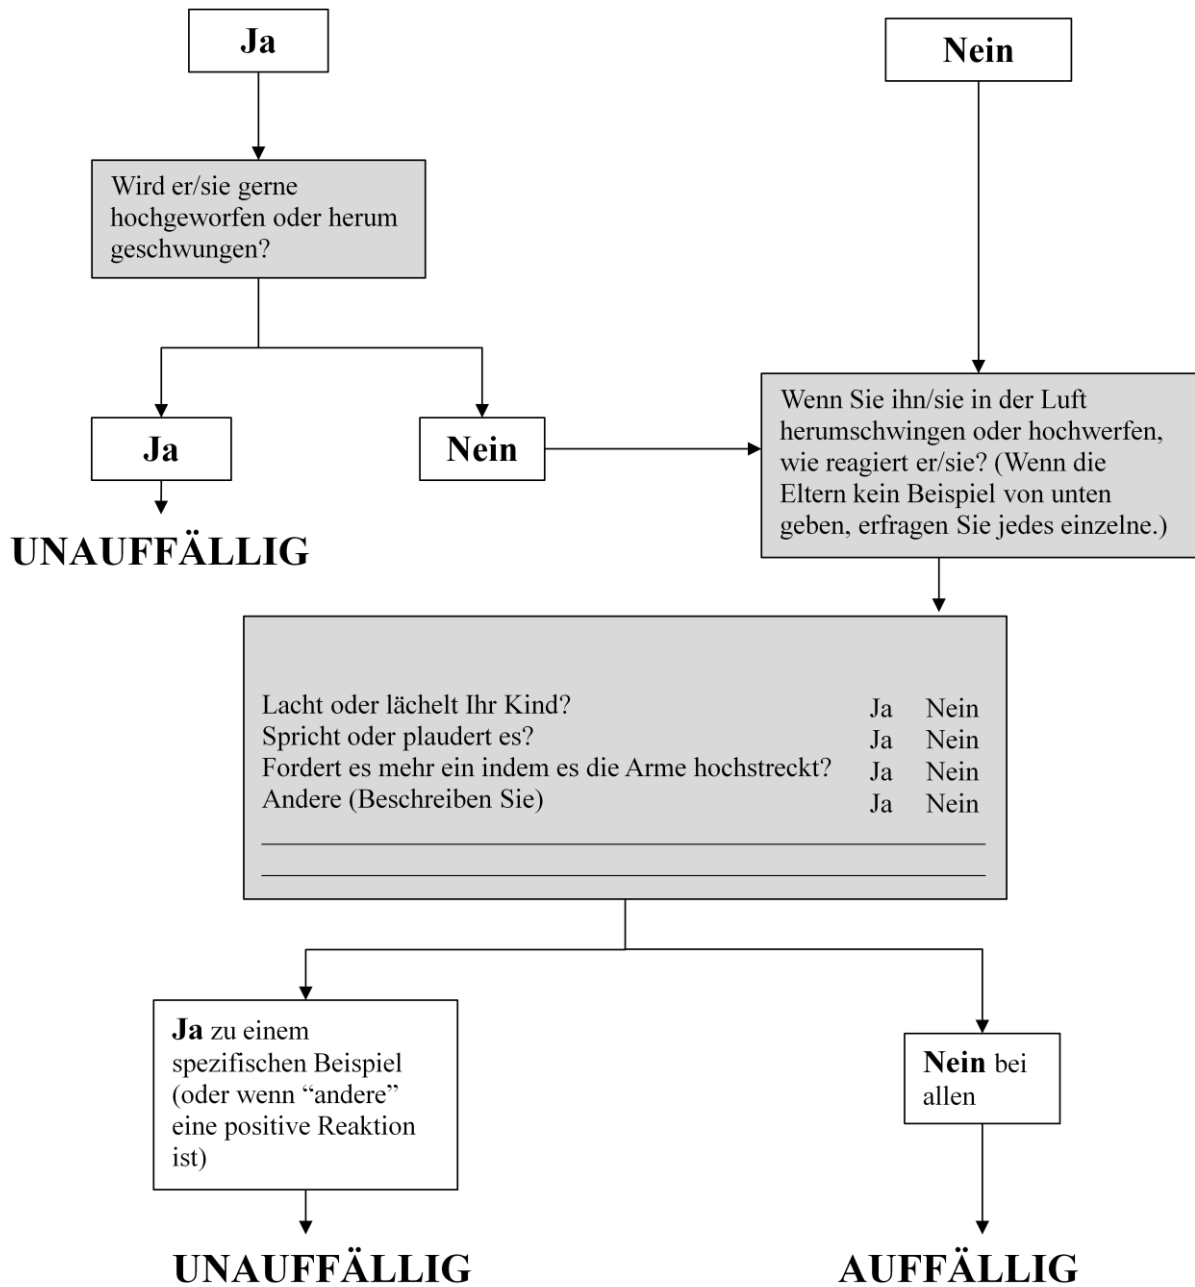 Ja
Nein
Wird er/sie gerne
hochgeworfen oder herum
geschwungen?
Ja
Nein
Wenn Sie ihn/sie in der Luft
herumschwingen oder hochwerfen,
wie reagiert er/sie? (Wenn die
Eltern kein Beispiel von unten
geben, erfragen Sie jedes einzelne.)
UNAUFFÄLLIG
Lacht oder lächelt Ihr Kind? Ja Nein
Spricht oder plaudert es? Ja Nein
Fordert es mehr ein indem es die Arme hochstreckt? Ja Nein
Andere (Beschreiben Sie) Ja Nein
Ja zu einem
spezifischen Beispiel
(oder wenn “andere”
eine positive Reaktion
ist)
Nein bei
allen
UNAUFFÄLLIG
AUFFÄLLIG